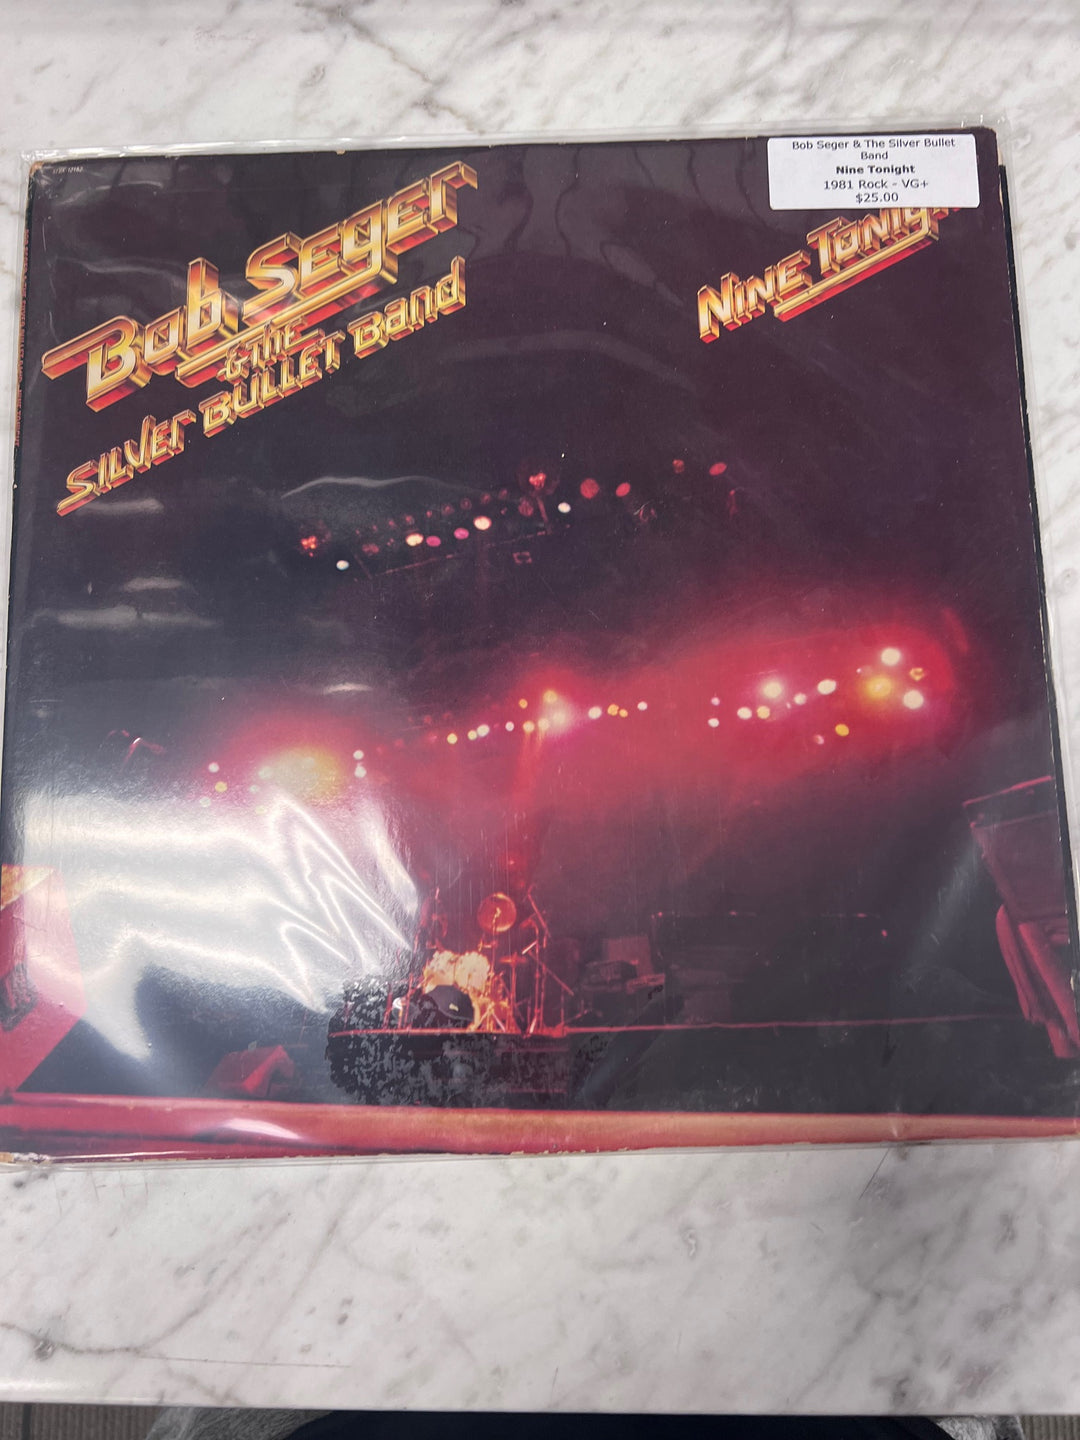 Bob Seger & The Silver Bullet
Band
Nine Tonight
1981 Rock - VG+
$25.00
Bob Seger
& The
Silver Bullet Band
Nine Tonight